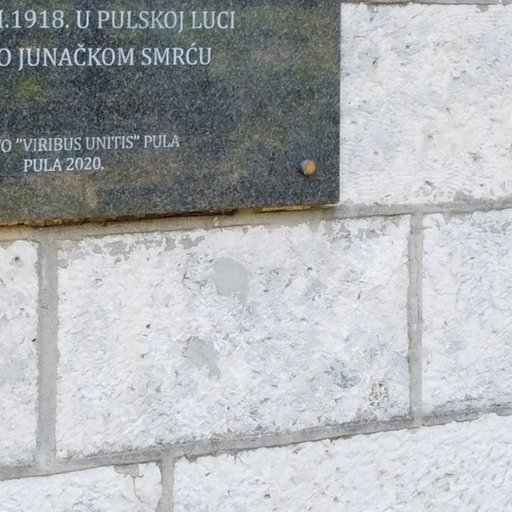 .1918. U PULSKOJ LUCI
O JUNAČKOM SMRĆU
"VIRIBUS UNITIS" PULA
PULA 2020.